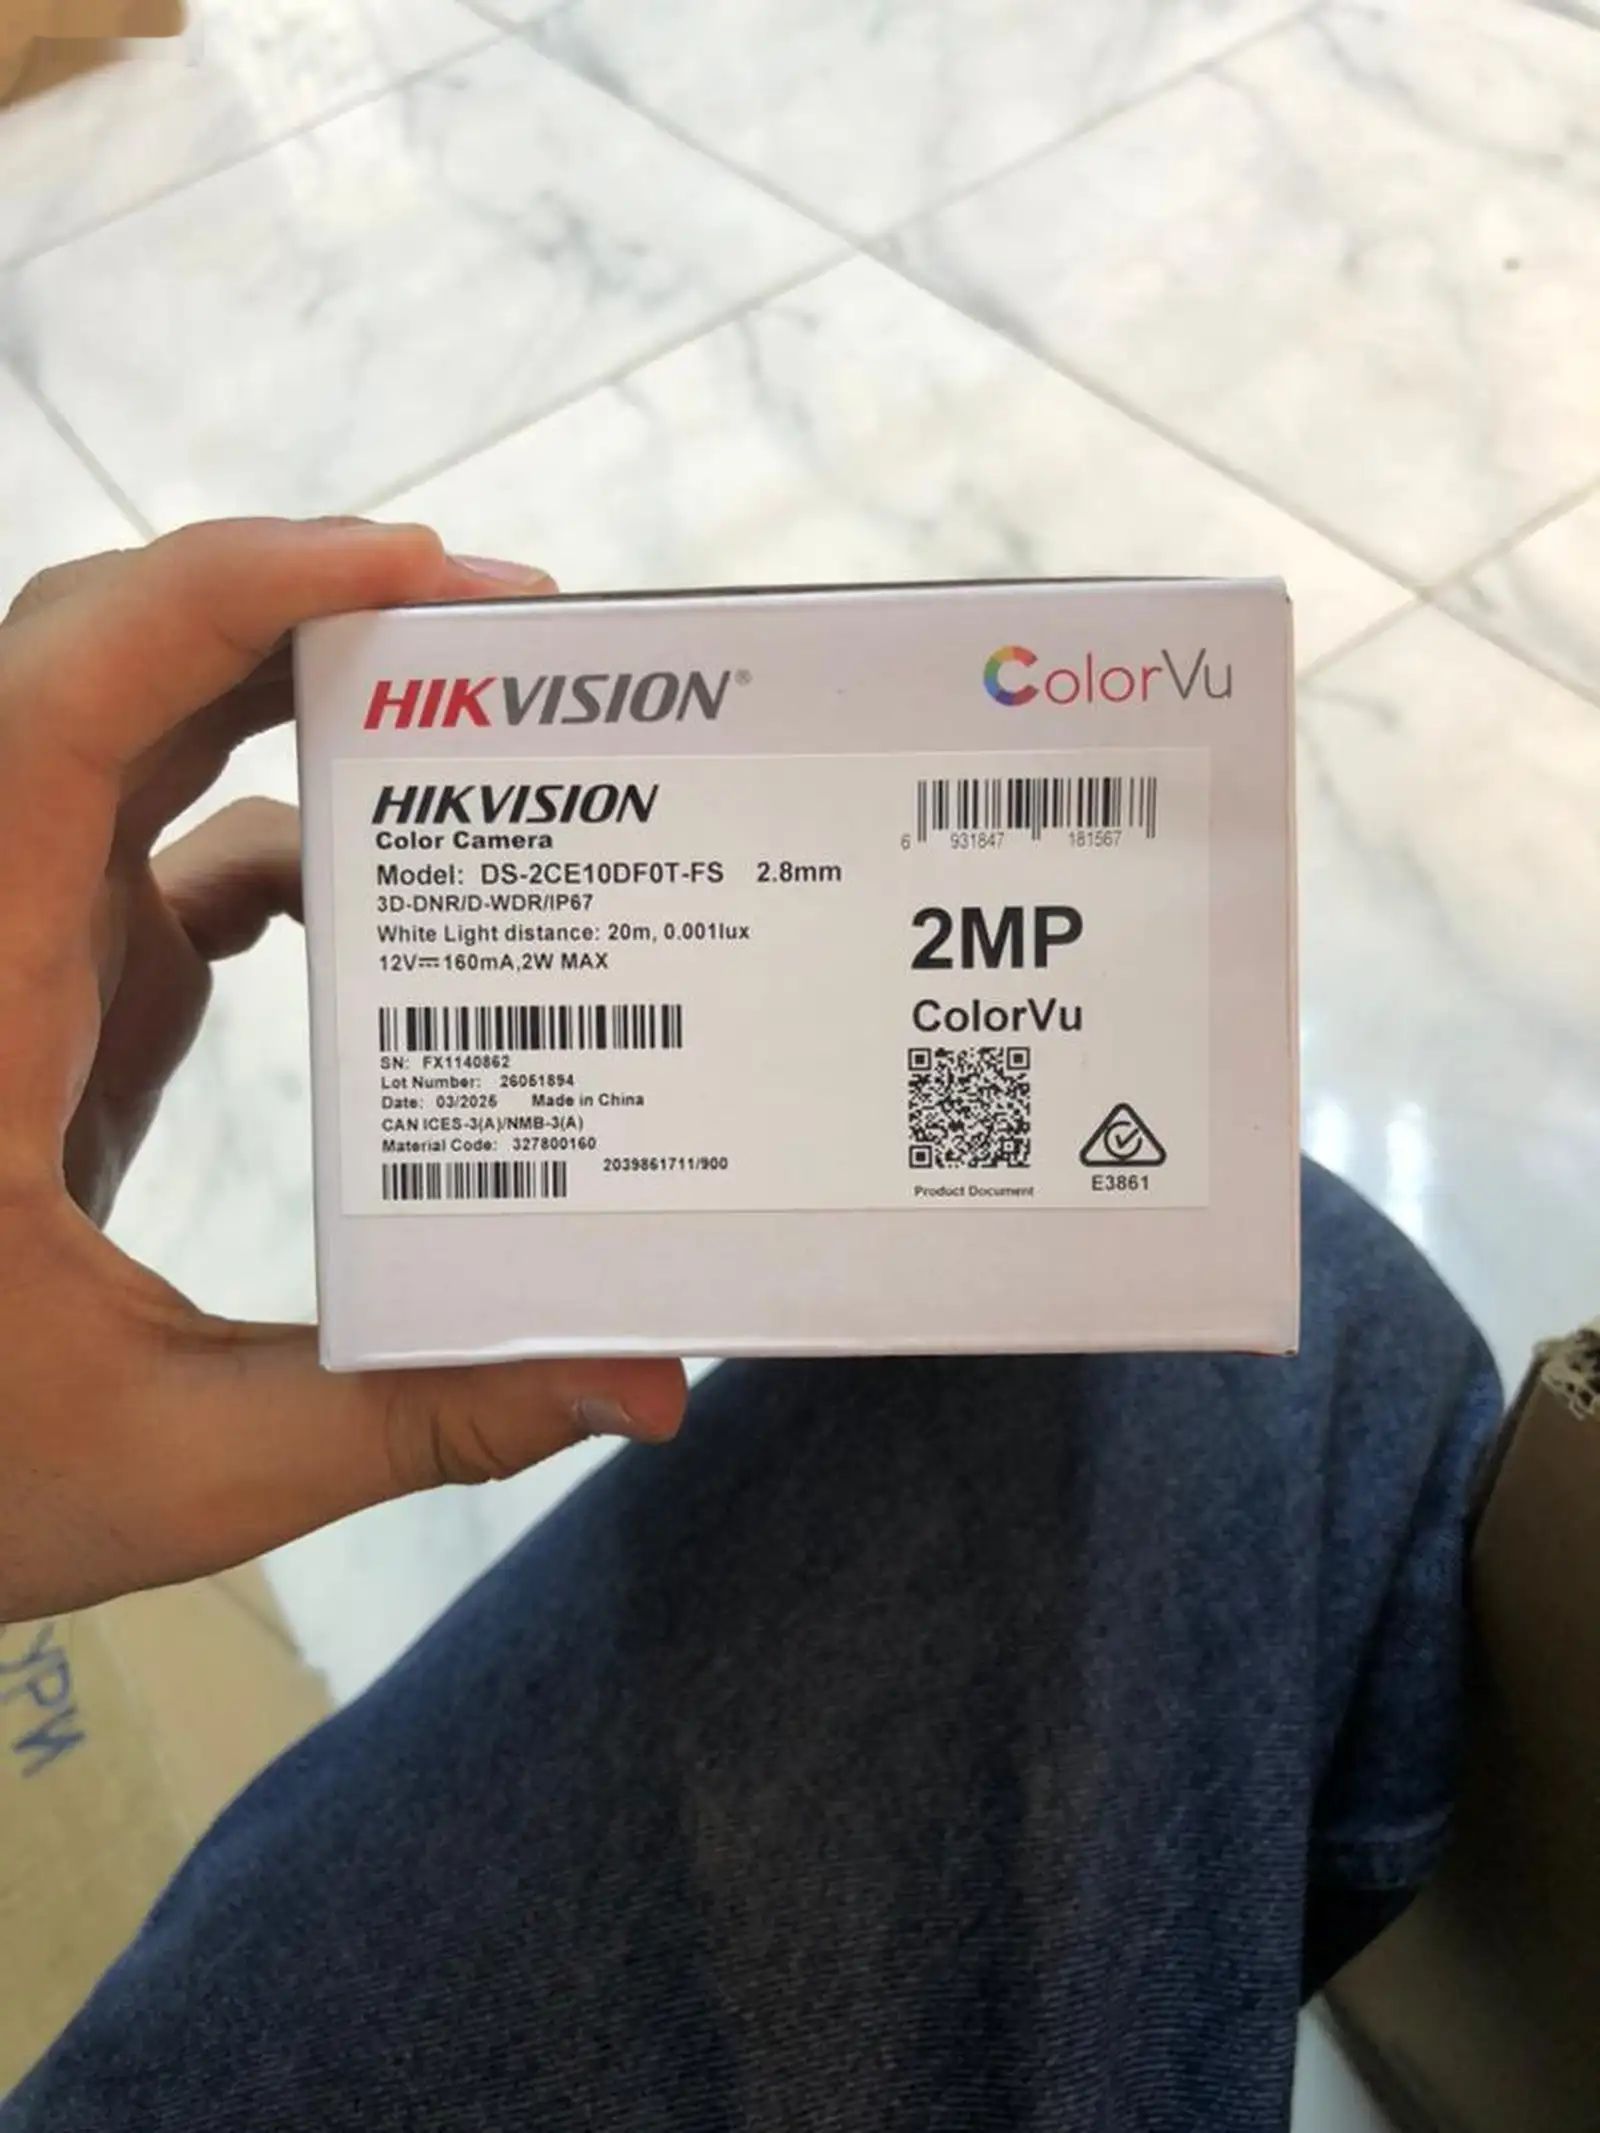 HIKVISION®
ColorVu
HIKVISION
Color Camera
Model: DS-2CE10DF0T-FS 2.8mm
3D-DNR/D-WDR/IP67
White Light distance: 20m, 0.001lux
12V⎓160mA,2W MAX
SN: FX1140862
Lot Number: 26051894
Date: 03/2025 Made in China
CAN ICES-3(A)/NMB-3(A)
Material Code: 327800160
2039861711/900
6 931847 181567
2MP
ColorVu
Product Document
E3861